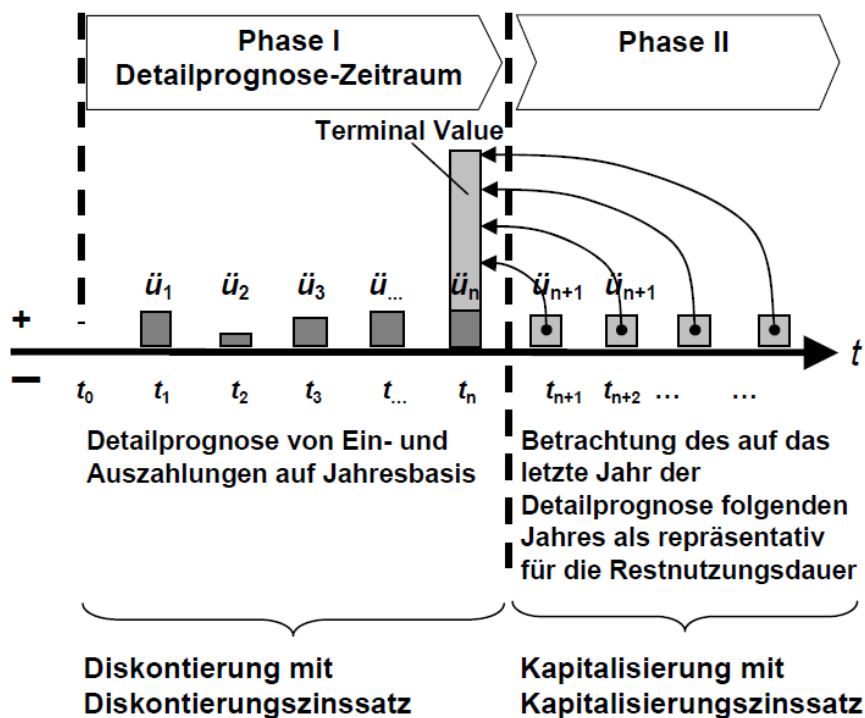 Phase I
Detailprognose-Zeitraum
Phase II
Terminal Value
ü1 ü2 ü3 ü... ün ün+1 ün+1
+
t
–
t0 t1 t2 t3 t... tn tn+1 tn+2 ... ...
Detailprognose von Ein- und
Auszahlungen auf Jahresbasis
Betrachtung des auf das
letzte Jahr der
Detailprognose folgenden
Jahres als repräsentativ
für die Restnutzungsdauer
Diskontierung mit
Diskontierungszinssatz
Kapitalisierung mit
Kapitalisierungszinssatz